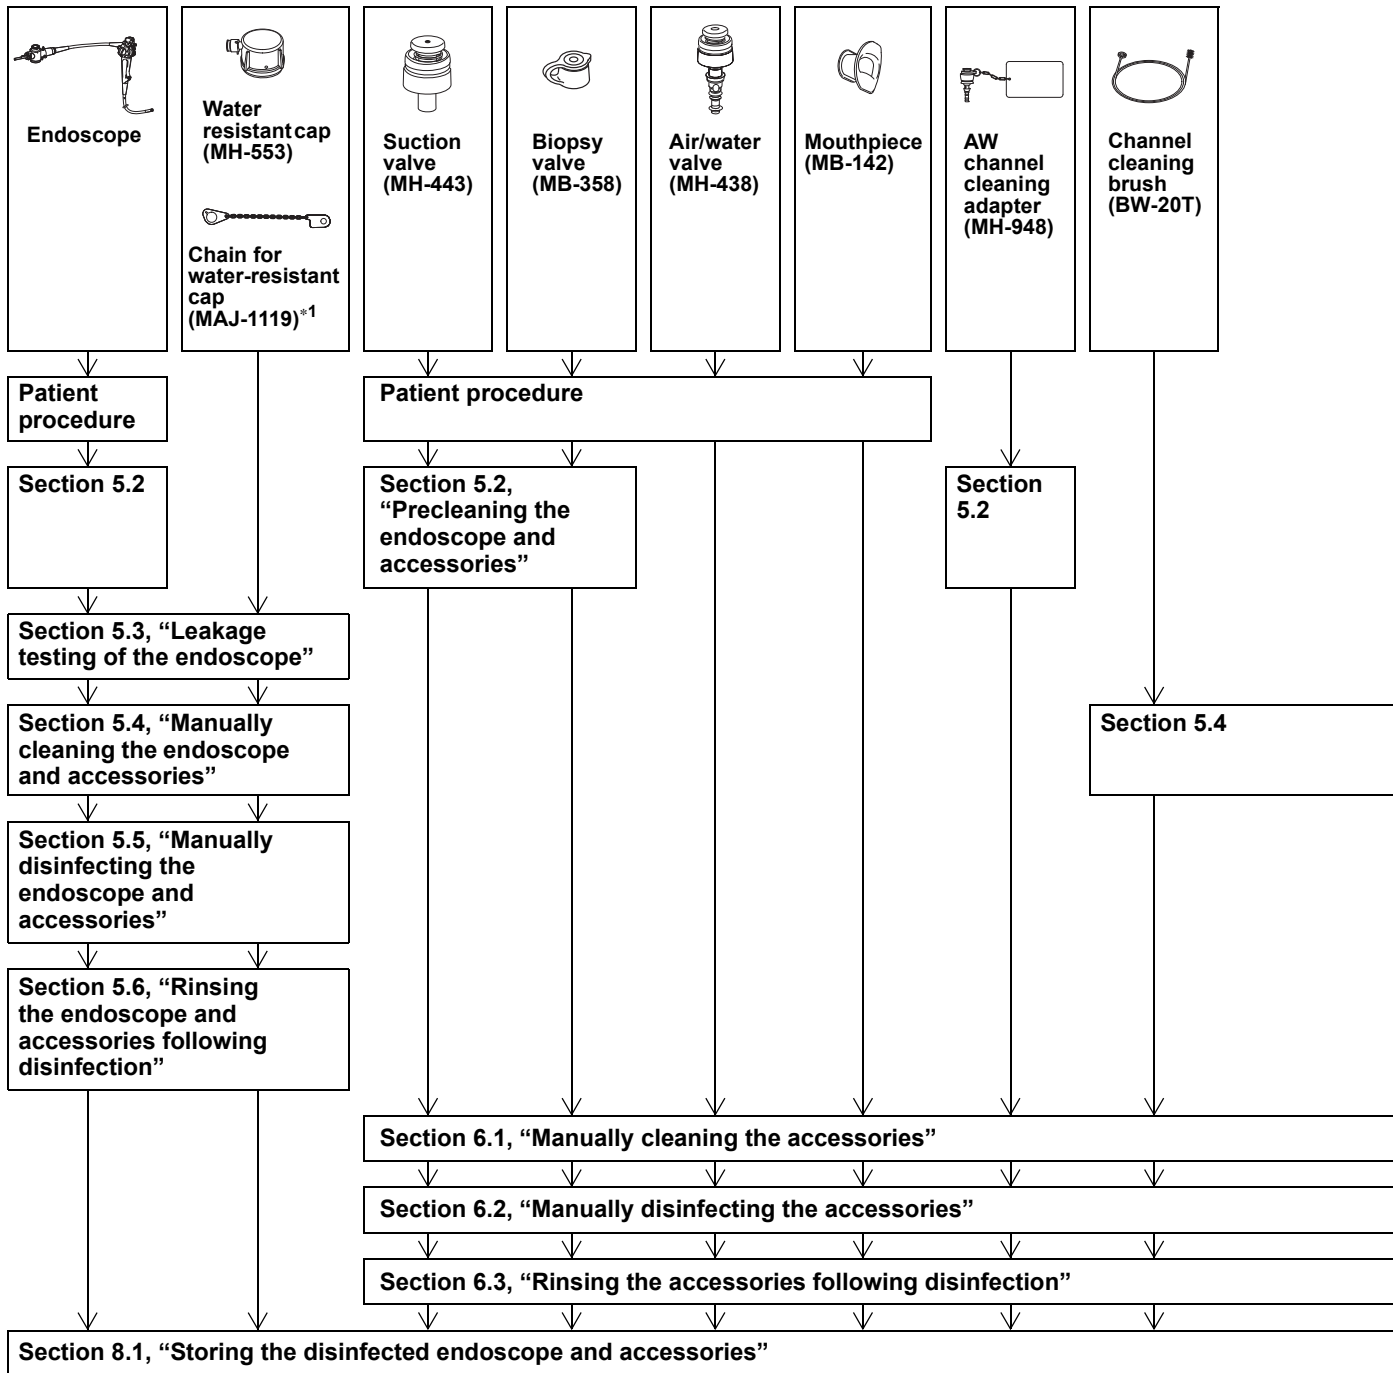 Endoscope
Water
resistant cap
(MH-553)
Chain for
water-resistant
cap
(MAJ-1119)*1
Suction
valve
(MH-443)
Biopsy
valve
(MB-358)
Air/water
valve
(MH-438)
Mouthpiece
(MB-142)
AW
channel
cleaning
adapter
(MH-948)
Channel
cleaning
brush
(BW-20T)
Patient
procedure
Patient procedure
Section 5.2
Section 5.2,
“Precleaning the
endoscope and
accessories”
Section
5.2
Section 5.3, “Leakage
testing of the endoscope”
Section 5.4, “Manually
cleaning the endoscope
and accessories”
Section 5.4
Section 5.5, “Manually
disinfecting the
endoscope and
accessories”
Section 5.6, “Rinsing
the endoscope and
accessories following
disinfection”
Section 6.1, “Manually cleaning the accessories”
Section 6.2, “Manually disinfecting the accessories”
Section 6.3, “Rinsing the accessories following disinfection”
Section 8.1, “Storing the disinfected endoscope and accessories”